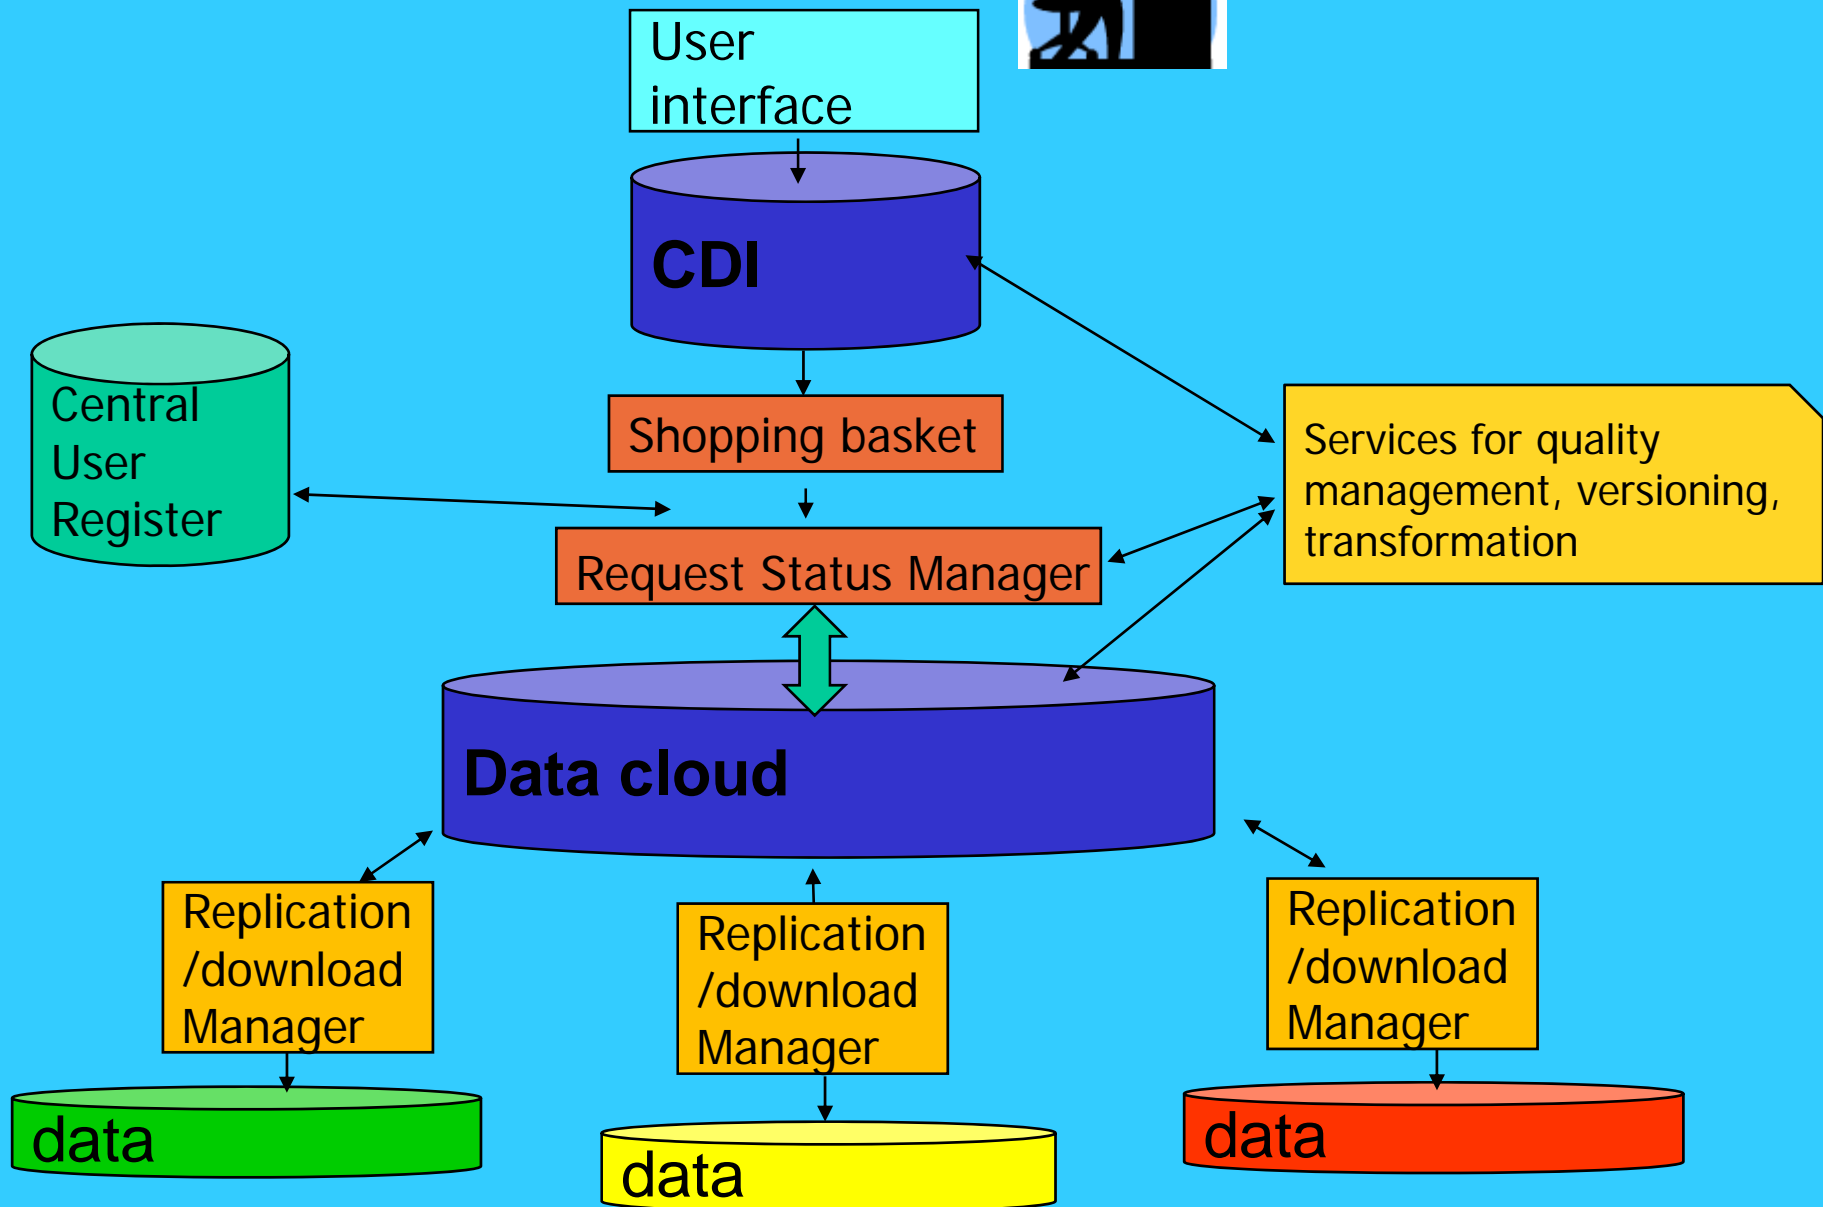 User
interface
CDI
Central
User
Register
Shopping basket
Services for quality
management, versioning,
transformation
Request Status Manager
Data cloud
Replication
/download
Manager
Replication
/download
Manager
Replication
/download
Manager
data
data
data